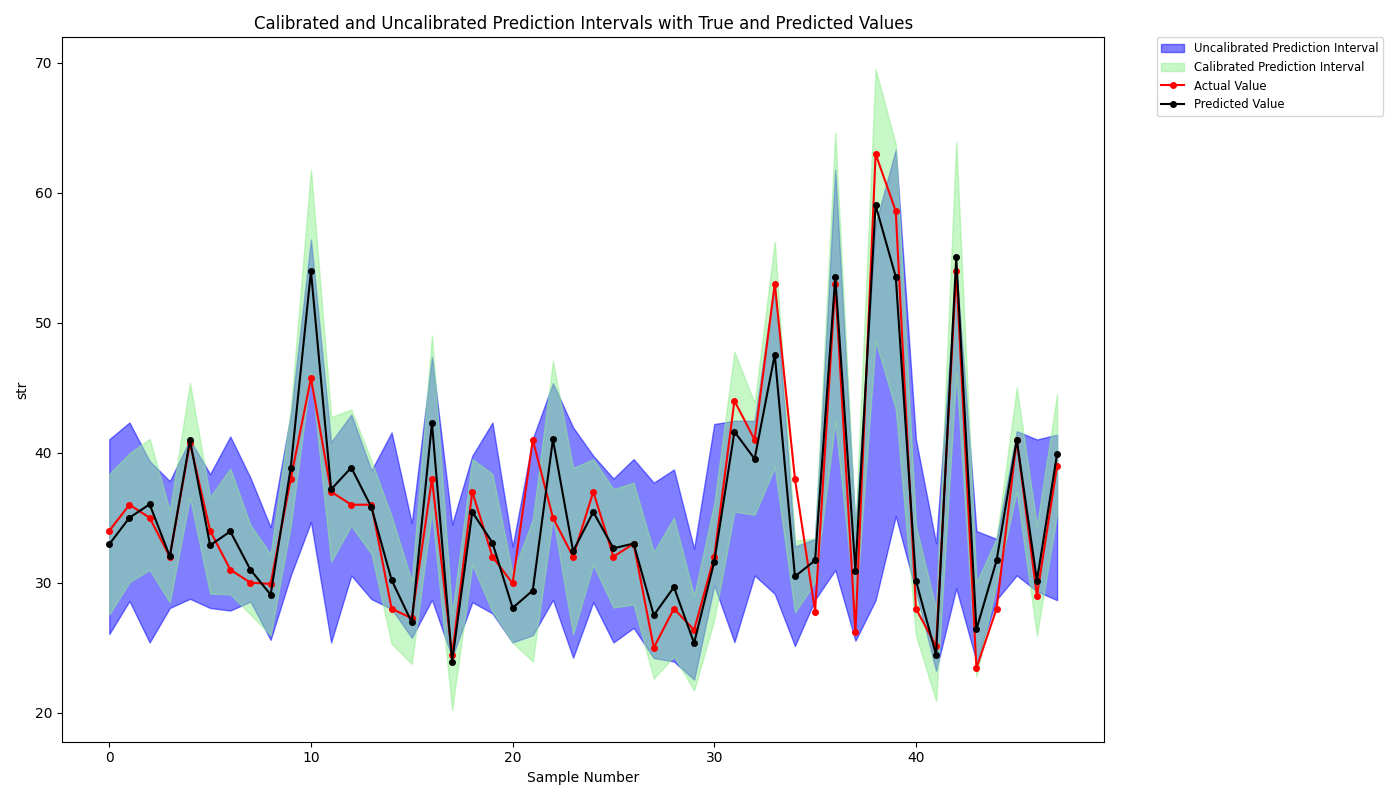 Calibrated and Uncalibrated Prediction Intervals with True and Predicted Values
70
60
50
40
30
20
str
0
10
20
30
40
Sample Number
Uncalibrated Prediction Interval
Calibrated Prediction Interval
Actual Value
Predicted Value